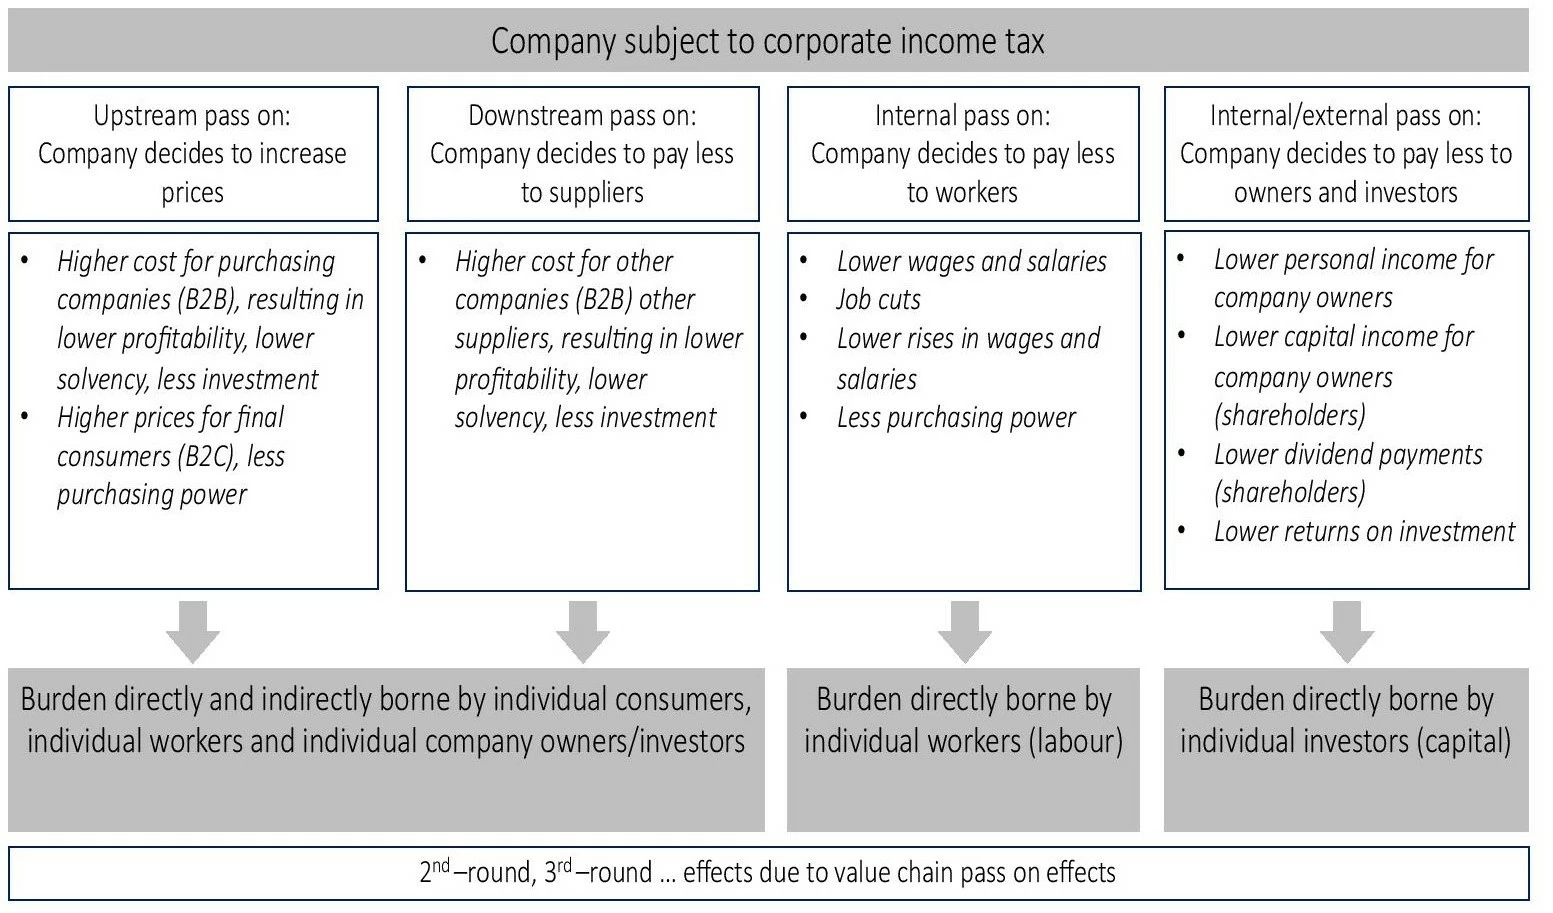 Company subject to corporate income tax
Upstream pass on:
Company decides to increase
prices
Downstream pass on:
Company decides to pay less
to suppliers
Internal pass on:
Company decides to pay less
to workers
Internal/external pass on:
Company decides to pay less to
owners and investors
• Higher cost for purchasing
companies (B2B), resulting in
lower profitability, lower
solvency, less investment
• Higher prices for final
consumers (B2C), less
purchasing power
• Higher cost for other
companies (B2B) other
suppliers, resulting in lower
profitability, lower
solvency, less investment
• Lower wages and salaries
• Job cuts
• Lower rises in wages and
salaries
• Less purchasing power
• Lower personal income for
company owners
• Lower capital income for
company owners
(shareholders)
• Lower dividend payments
(shareholders)
• Lower returns on investment
Burden directly and indirectly borne by individual consumers,
individual workers and individual company owners/investors
Burden directly borne by
individual workers (labour)
Burden directly borne by
individual investors (capital)
2nd –round, 3rd –round ... effects due to value chain pass on effects